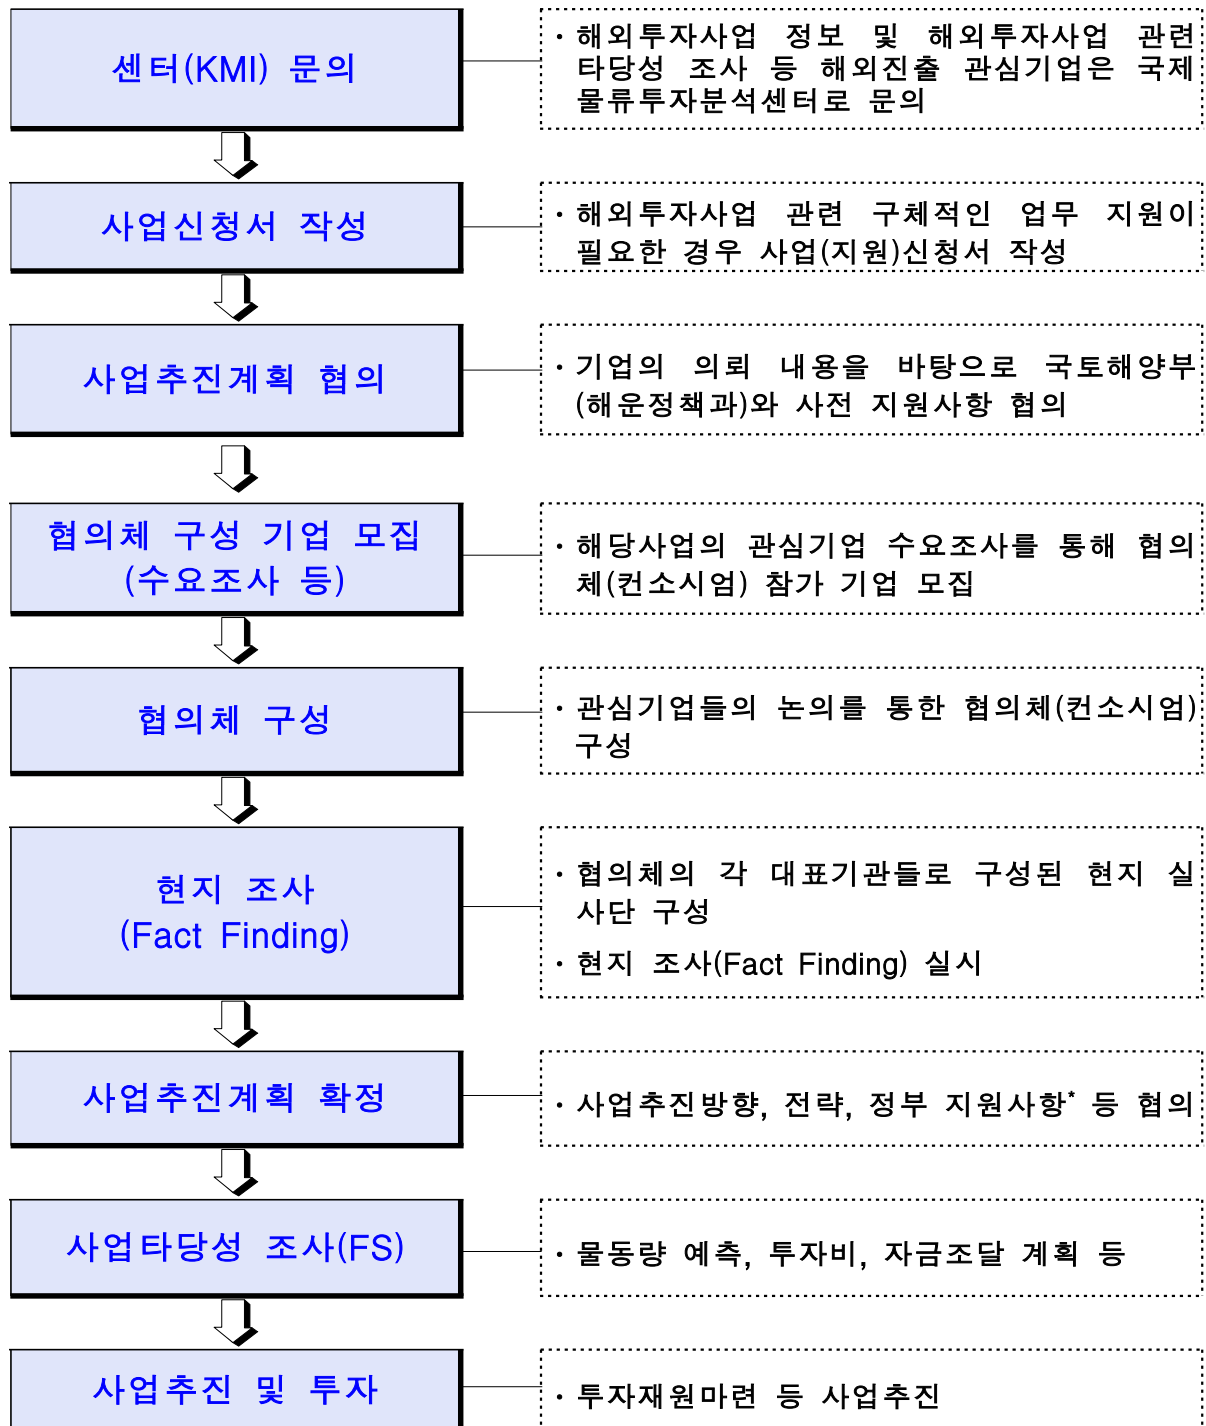 센터(KMI) 문의
· 해외투자사업 정보 및 해외투자사업 관련
타당성 조사 등 해외진출 관심기업은 국제
물류투자분석센터로 문의
사업신청서 작성
· 해외투자사업 관련 구체적인 업무 지원이
필요한 경우 사업(지원)신청서 작성
사업추진계획 협의
· 기업의 의뢰 내용을 바탕으로 국토해양부
(해운정책과)와 사전 지원사항 협의
협의체 구성 기업 모집
(수요조사 등)
· 해당사업의 관심기업 수요조사를 통해 협의
체(컨소시엄) 참가 기업 모집
협의체 구성
· 관심기업들의 논의를 통한 협의체(컨소시엄)
구성
현지 조사
(Fact Finding)
· 협의체의 각 대표기관들로 구성된 현지 실
사단 구성
· 현지 조사(Fact Finding) 실시
사업추진계획 확정
· 사업추진방향, 전략, 정부 지원사항* 등 협의
사업타당성 조사(FS)
· 물동량 예측, 투자비, 자금조달 계획 등
사업추진 및 투자
· 투자재원마련 등 사업추진